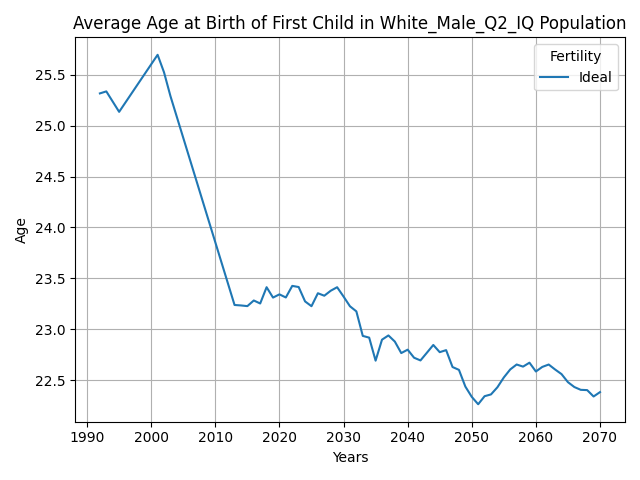 Average Age at Birth of First Child in White_Male_Q2_IQ Population
Fertility
Ideal
25.5
25.0
24.5
24.0
23.5
23.0
22.5
Age
1990 2000 2010 2020 2030 2040 2050 2060 2070
Years